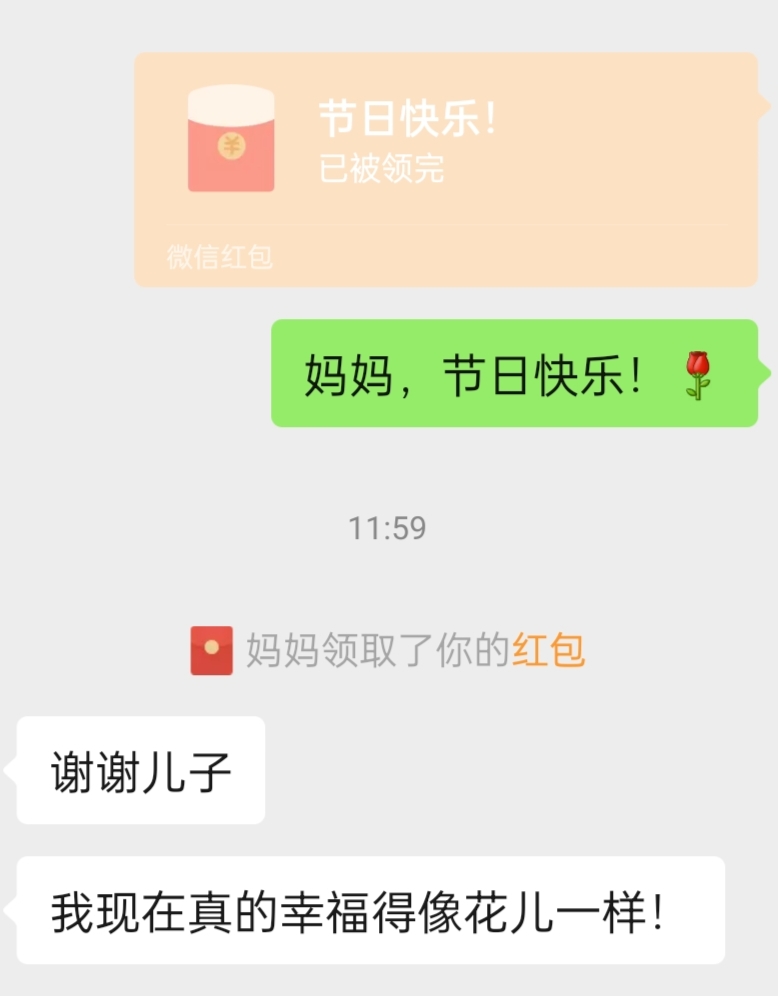 节日快乐！
已被领完
微信红包
妈妈，节日快乐！🌹
11:59
妈妈领取了你的红包
谢谢儿子
我现在真的幸福得像花儿一样！